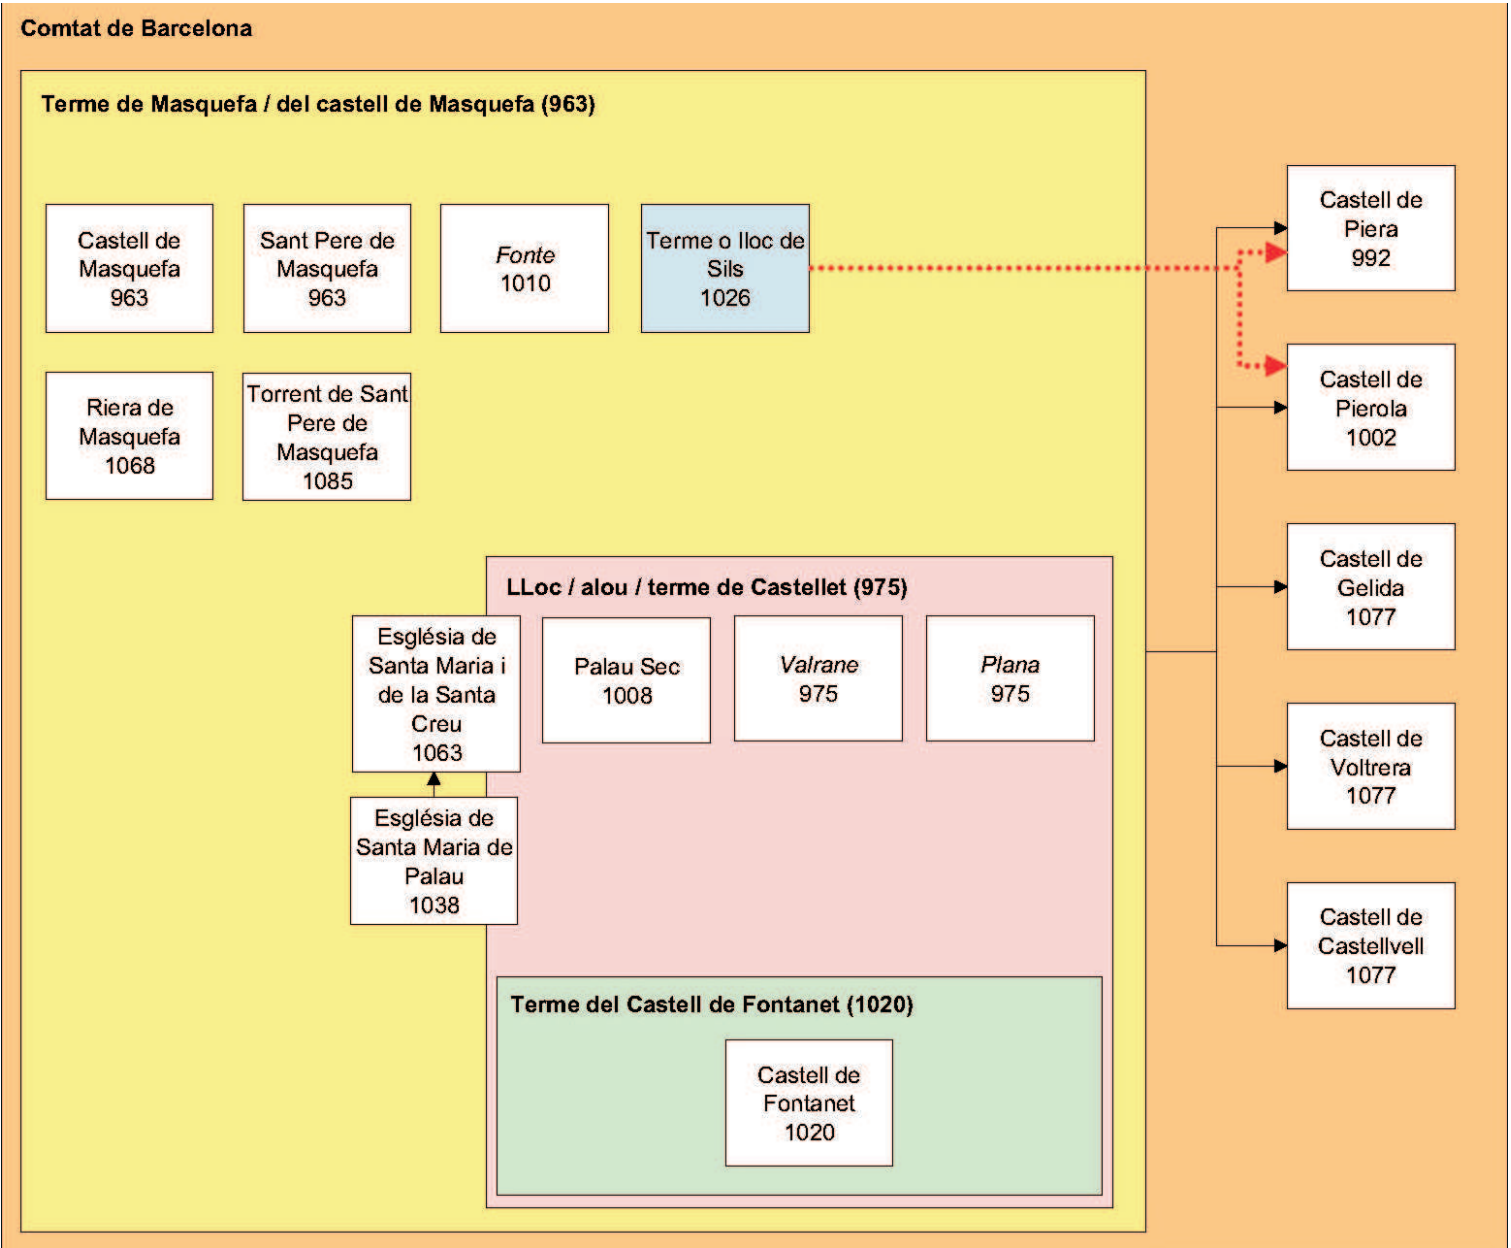 Comtat de Barcelona
Terme de Masquefa / del castell de Masquefa (963)
Castell de
Masquefa
963
Sant Pere de
Masquefa
963
Fonte
1010
Terme o lloc de
Sils
1026
Riera de
Masquefa
1068
Torrent de Sant
Pere de
Masquefa
1085
LLoc / alou / terme de Castellet (975)
Església de
Santa Maria i
de la Santa
Creu
1063
Palau Sec
1008
Valrane
975
Plana
975
Església de
Santa Maria de
Palau
1038
Terme del Castell de Fontanet (1020)
Castell de
Fontanet
1020
Castell de
Piera
992
Castell de
Pierola
1002
Castell de
Gelida
1077
Castell de
Voltrera
1077
Castell de
Castellvell
1077